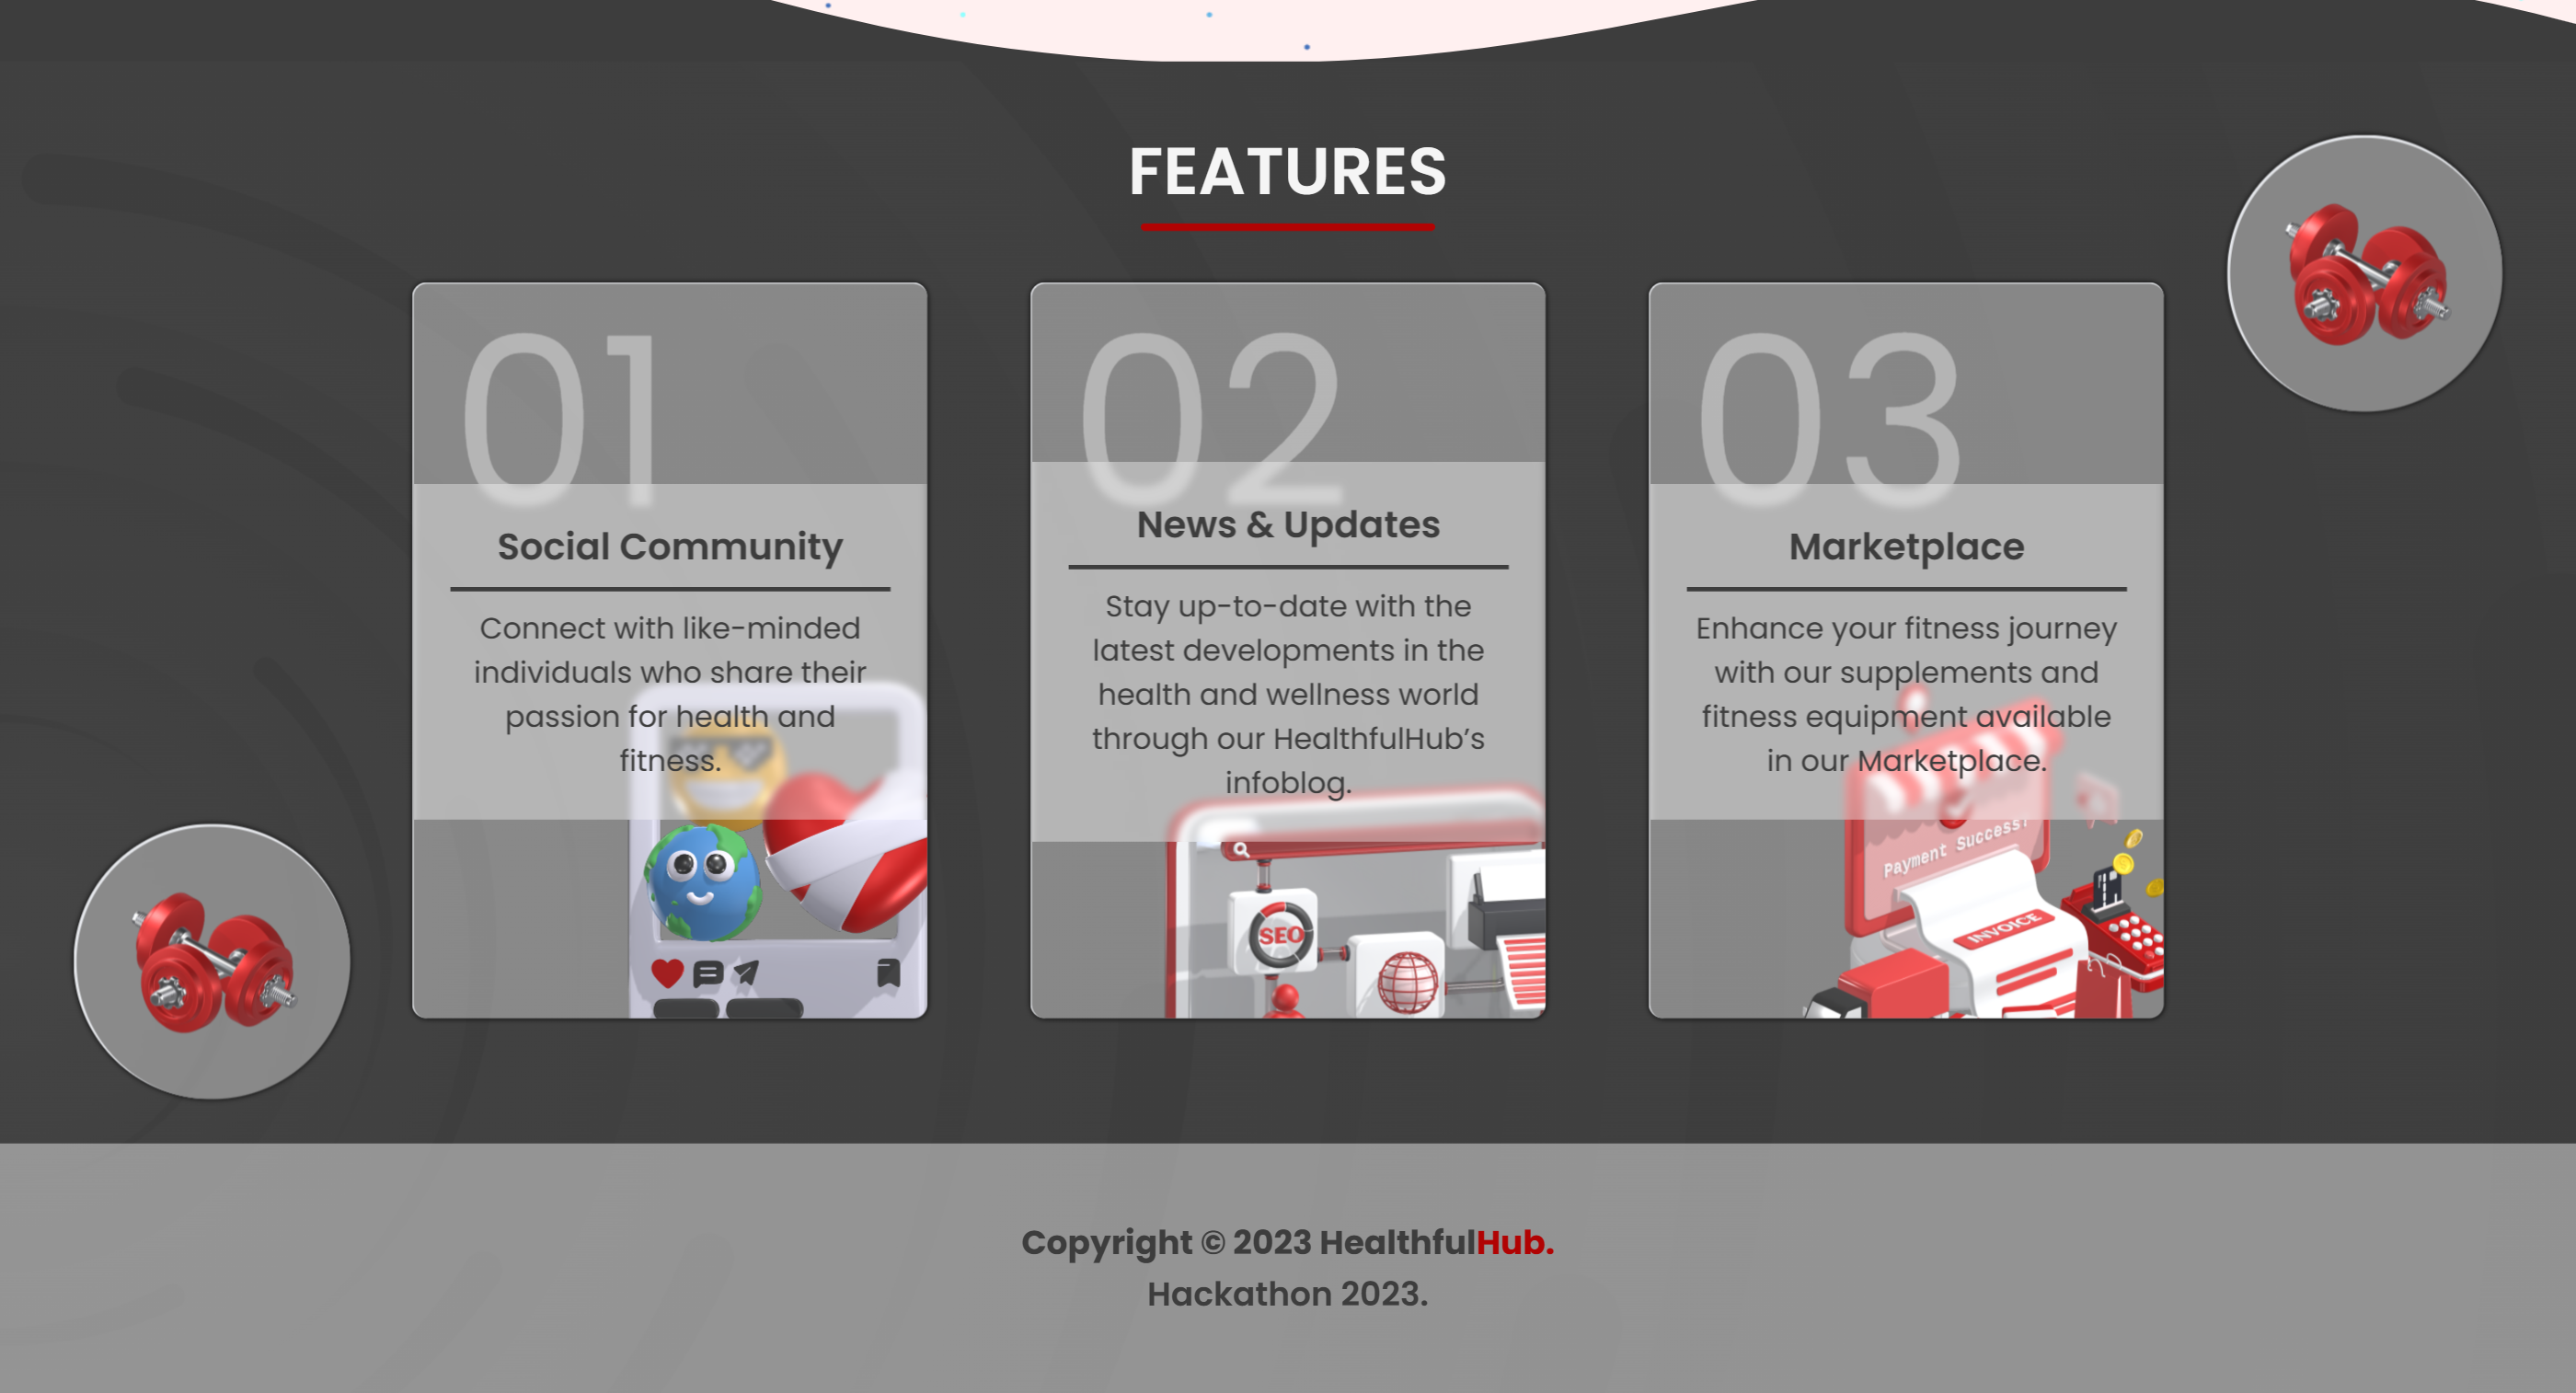 FEATURES
01
Social Community
Connect with like-minded
individuals who share their
passion for health and
fitness.
02
News & Updates
Stay up-to-date with the
latest developments in the
health and wellness world
through our HealthfulHub’s
infoblog.
SEO
03
Marketplace
Enhance your fitness journey
with our supplements and
fitness equipment available
in our Marketplace.
Payment Success!
INVOICE
Copyright © 2023 HealthfulHub.
Hackathon 2023.